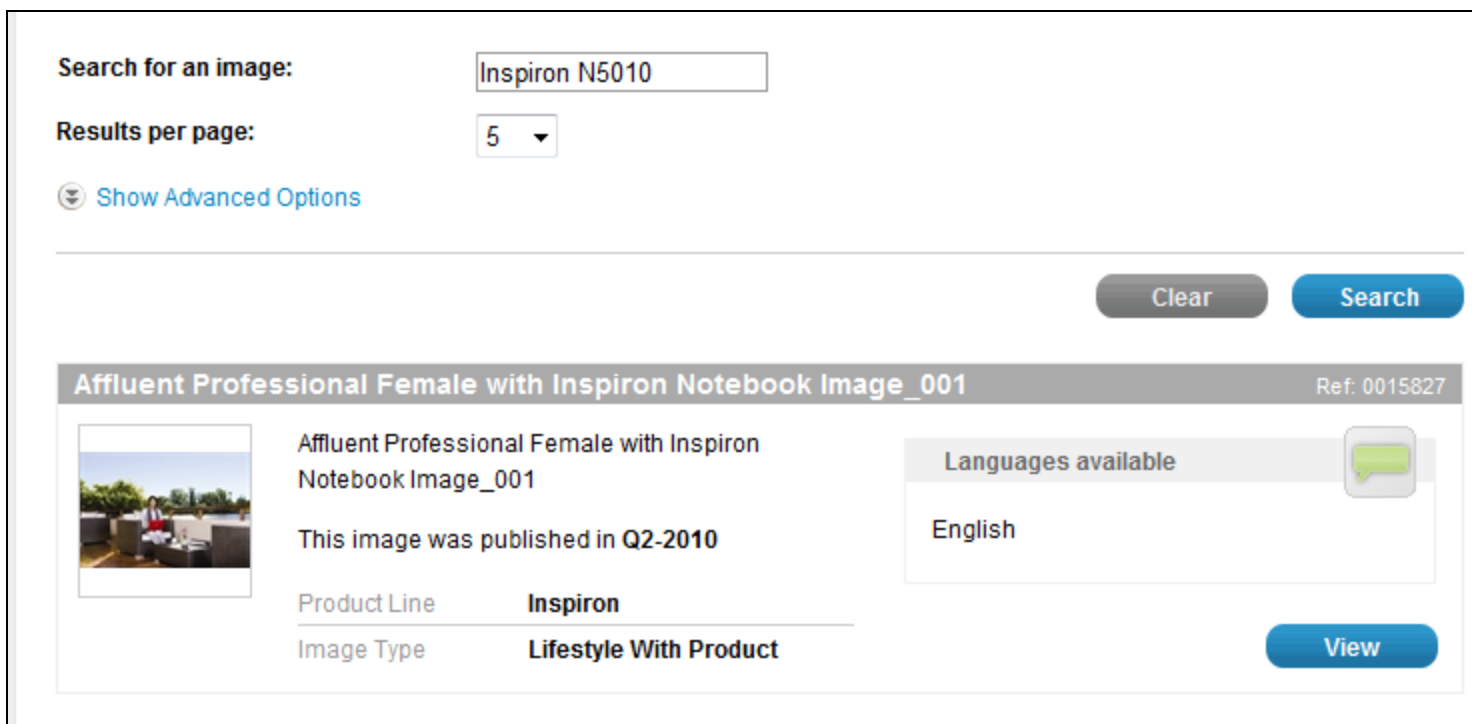 Search for an image:
Inspiron N5010
Results per page:
5
Show Advanced Options
Clear
Search
Affluent Professional Female with Inspiron Notebook Image_001
Ref: 0015827
Affluent Professional Female with Inspiron
Notebook Image_001
This image was published in Q2-2010
Product Line
Inspiron
Image Type
Lifestyle With Product
Languages available
English
View